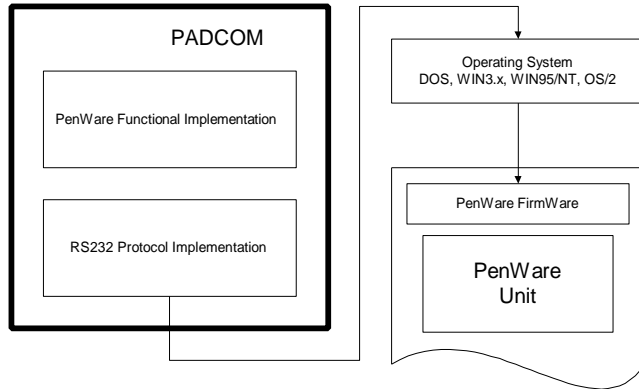 PADCOM
PenWare Functional Implementation
RS232 Protocol Implementation
Operating System
DOS, WIN3.x, WIN95/NT, OS/2
PenWare FirmWare
PenWare
Unit